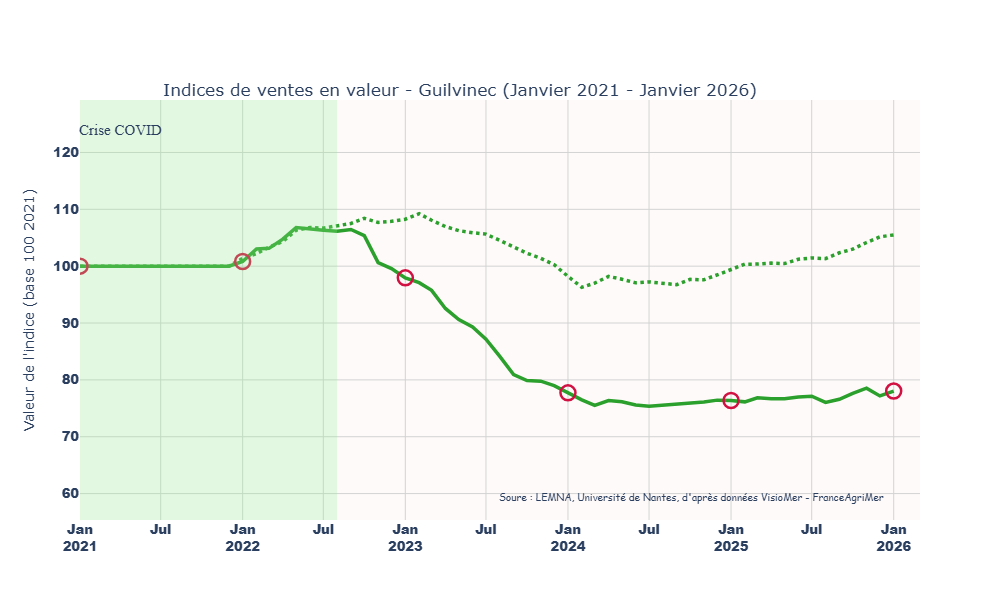 Indices de ventes en valeur - Guilvinec (Janvier 2021 - Janvier 2026)
Crise COVID
Valeur de l'indice (base 100 2021)
120
110
100
90
80
70
60
Soure : LEMNA, Université de Nantes, d'après données VisioMer - FranceAgriMer
Jan Jul Jan Jul Jan Jul Jan Jul Jan Jul Jan
2021 2022 2023 2024 2025 2026